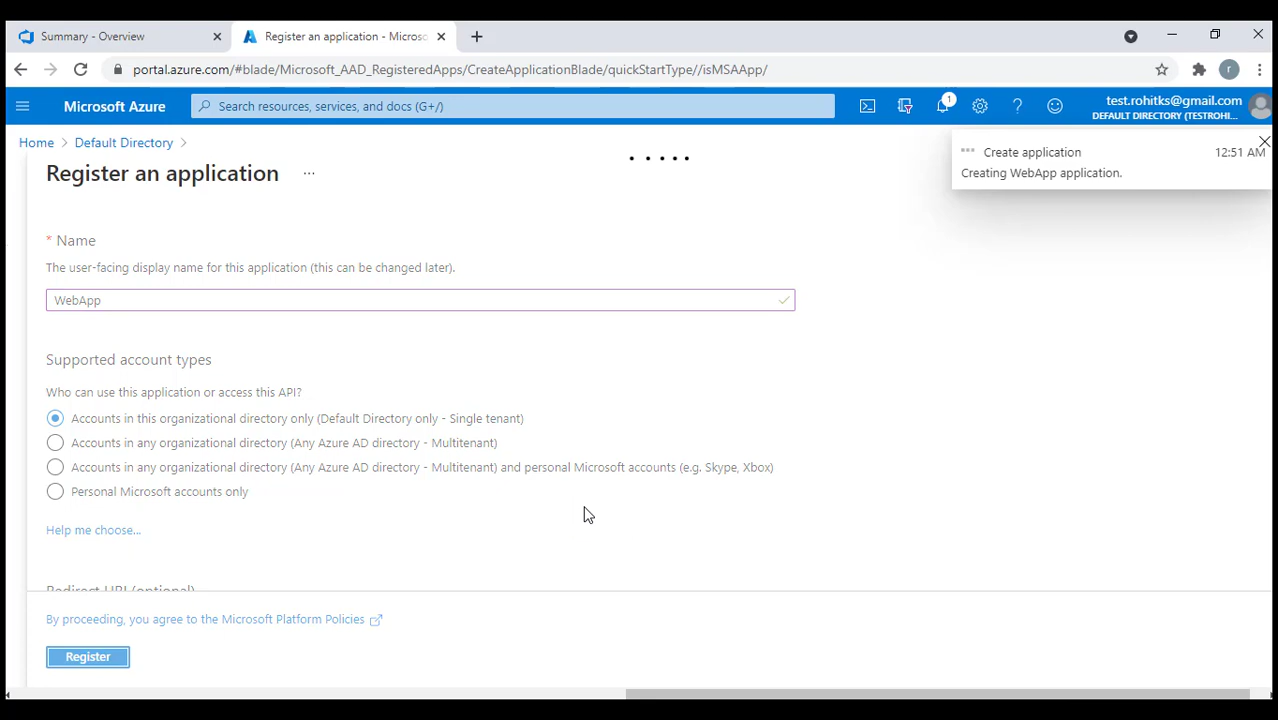 Summary - Overview
Register an application - Microso
portal.azure.com/#blade/Microsoft_AAD_RegisteredApps/CreateApplicationBlade/quickStartType//isMSAApp/
r
Microsoft Azure
Search resources, services, and docs (G+/)
1
test.rohitks@gmail.com
DEFAULT DIRECTORY (TESTROHI...
Home > Default Directory >
Register an application
...
Create application
12:51 AM
Creating WebApp application.
* Name
The user-facing display name for this application (this can be changed later).
WebApp
Supported account types
Who can use this application or access this API?
Accounts in this organizational directory only (Default Directory only - Single tenant)
Accounts in any organizational directory (Any Azure AD directory - Multitenant)
Accounts in any organizational directory (Any Azure AD directory - Multitenant) and personal Microsoft accounts (e.g. Skype, Xbox)
Personal Microsoft accounts only
Help me choose...
Redirect URI (optional)
By proceeding, you agree to the Microsoft Platform Policies
Register